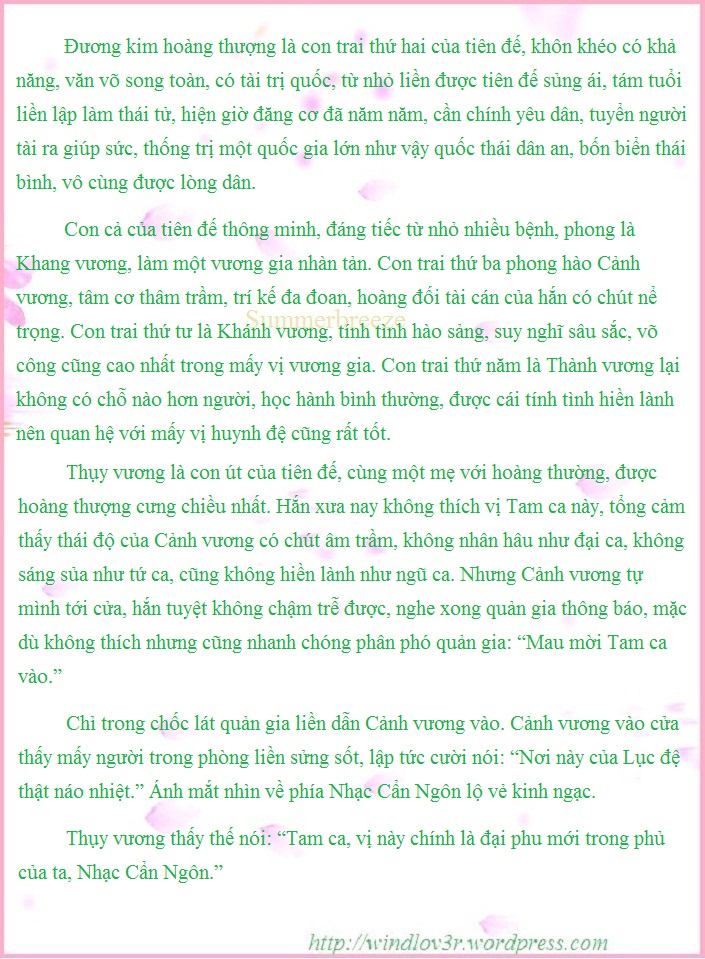 Đương kim hoàng thượng là con trai thứ hai của tiên đế, khôn khéo có khả
năng, văn võ song toàn, có tài trị quốc, từ nhỏ liền được tiên đế sủng ái, tám tuổi
liền lập làm thái tử, hiện giờ đăng cơ đã năm năm, cần chính yêu dân, tuyển người
tài ra giúp sức, thống trị một quốc gia lớn như vậy quốc thái dân an, bốn biển thái
bình, vô cùng được lòng dân.
Con cả của tiên đế thông minh, đáng tiếc từ nhỏ nhiều bệnh, phong là
Khang vương, làm một vương gia nhàn tản. Con trai thứ ba phong hào Cảnh
vương, tâm cơ thâm trầm, trí kế đa đoan, hoàng đối tài cán của hắn có chút nể
Summerbreeze
trọng. Con trai thứ tư là Khánh vương, tính tình hào sảng, suy nghĩ sâu sắc, võ
công cũng cao nhất trong mấy vị vương gia. Con trai thứ năm là Thành vương lại
không có chỗ nào hơn người, học hành bình thường, được cái tính tình hiền lành
nên quan hệ với mấy vị huynh đệ cũng rất tốt.
Thụy vương là con út của tiên đế, cùng một mẹ với hoàng thường, được
hoàng thượng cưng chiều nhất. Hắn xưa nay không thích vị Tam ca này, tổng cảm
thấy thái độ của Cảnh vương có chút âm trầm, không nhân hâu như đại ca, không
sáng sủa như tứ ca, cũng không hiền lành như ngũ ca. Nhưng Cảnh vương tự
mình tới cửa, hắn tuyệt không chậm trễ được, nghe xong quản gia thông báo, mặc
dù không thích nhưng cũng nhanh chóng phân phó quản gia: “Mau mời Tam ca
vào.”
Chỉ trong chốc lát quản gia liền dẫn Cảnh vương vào. Cảnh vương vào cửa
thấy mấy người trong phòng liền sửng sốt, lập tức cười nói: “Nơi này của Lục đệ
thật náo nhiệt.” Ánh mắt nhìn về phía Nhạc Cẩn Ngôn lộ vẻ kinh ngạc.
Thụy vương thấy thế nói: “Tam ca, vị này chính là đại phu mới trong phủ
của ta, Nhạc Cẩn Ngôn.”
http://windlov3r.wordpress.com